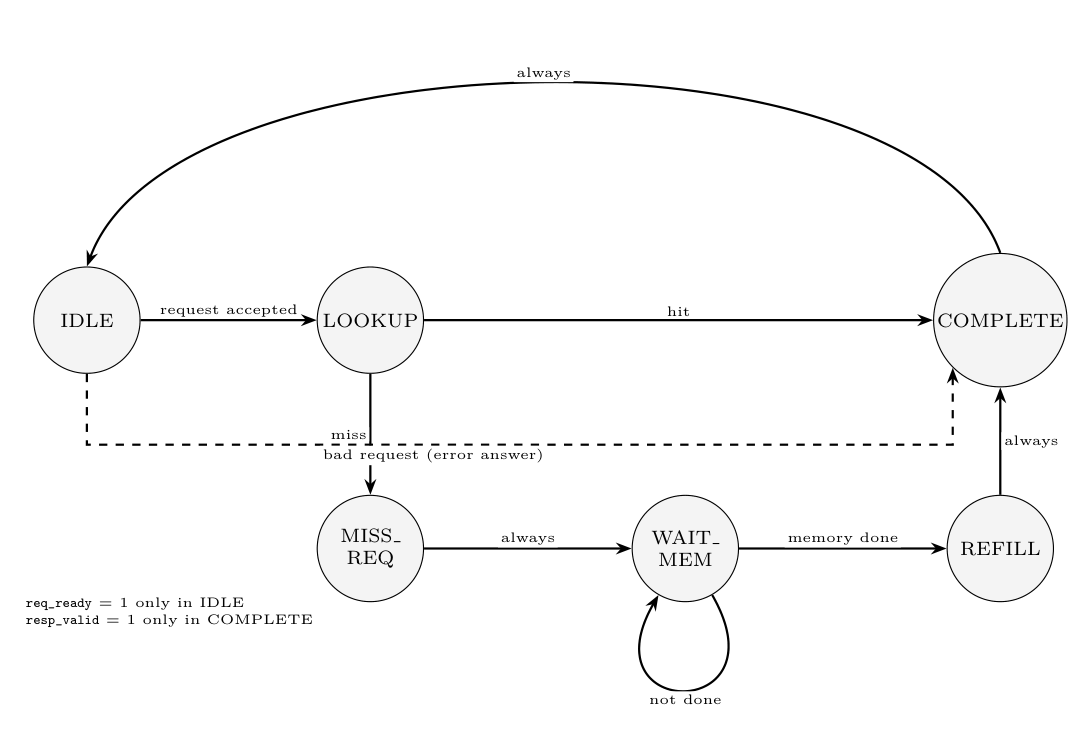 always
IDLE
request accepted
LOOKUP
hit
COMPLETE
miss
bad request (error answer)
always
MISS_
REQ
always
WAIT_
MEM
memory done
REFILL
req_ready = 1 only in IDLE
resp_valid = 1 only in COMPLETE
not done